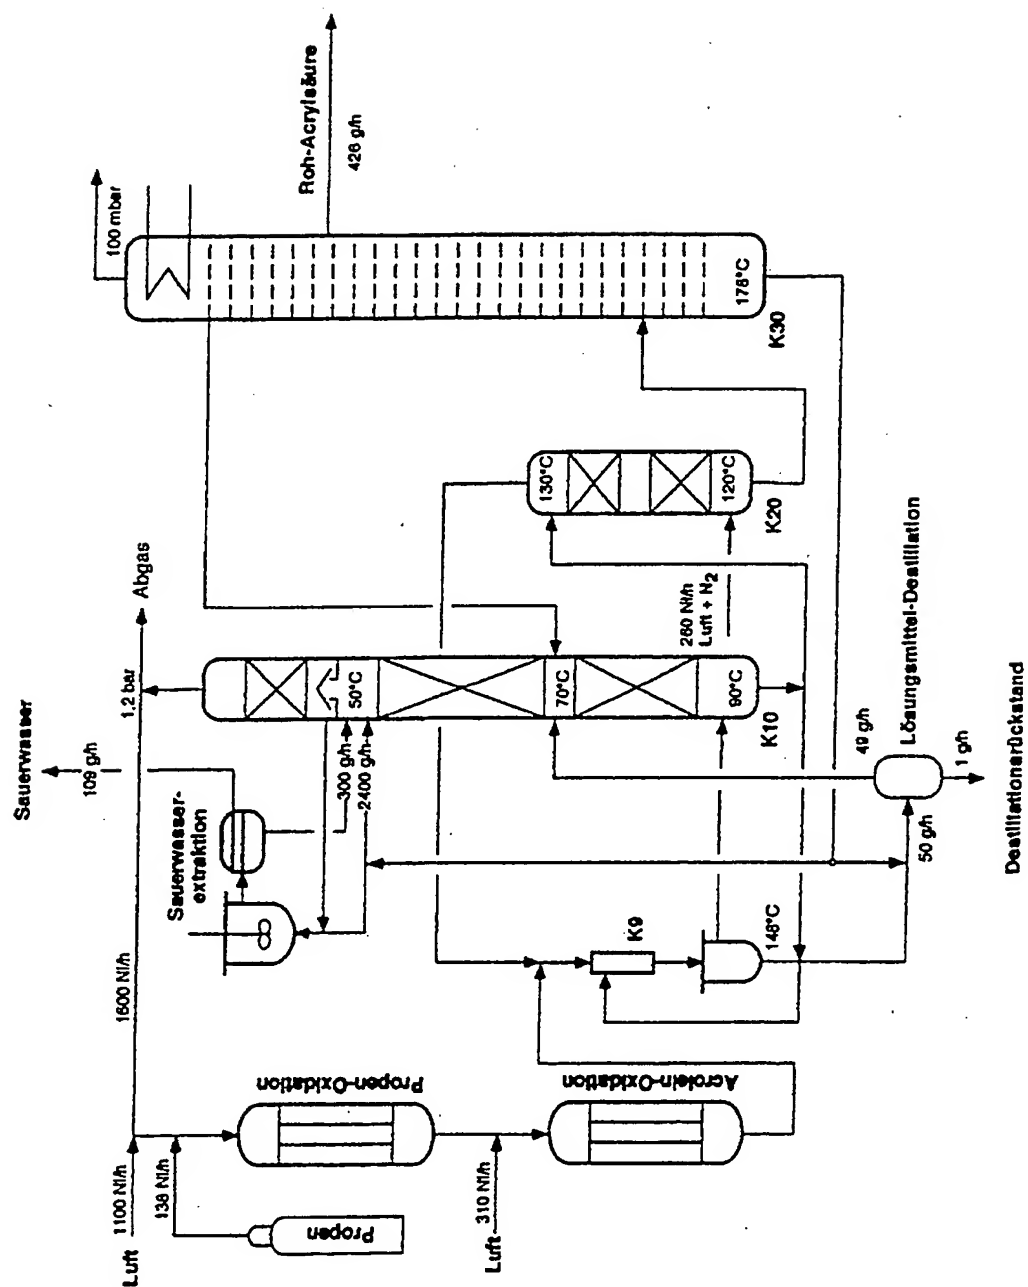 Sauerwasser
109 g/h
Sauerwasser-
extraktion
1600 Nl/h
Luft
1100 Nl/h
138 Nl/h
Propen
Propen-Oxidation
Luft
310 Nl/h
Acrolein-Oxidation
1,2 bar
Abgas
50°C
300 g/h
2400 g/h
70°C
90°C
K10
K9
148°C
50 g/h
49 g/h
Lösungsmittel-Destillation
1 g/h
Destillationsrückstand
260 Nl/h
Luft + N2
130°C
120°C
K20
100 mbar
Roh-Acrylsäure
426 g/h
178°C
K30